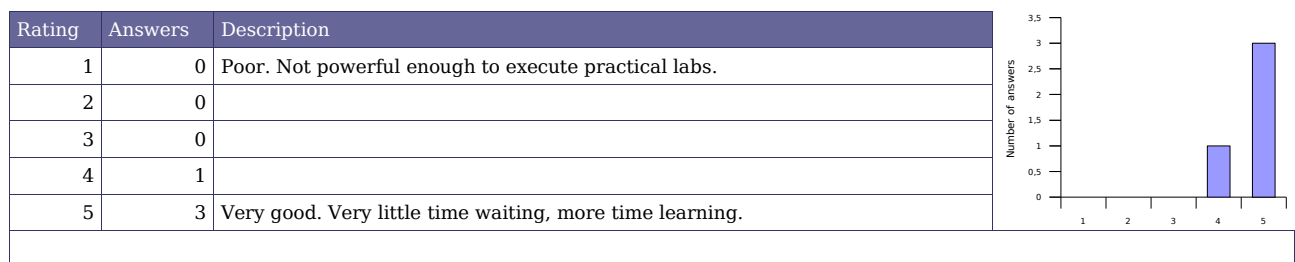 Rating Answers Description
1 0 Poor. Not powerful enough to execute practical labs.
2 0
3 0
4 1
5 3 Very good. Very little time waiting, more time learning.
Number of answers
3,5
3
2,5
2
1,5
1
0,5
0
1 2 3 4 5